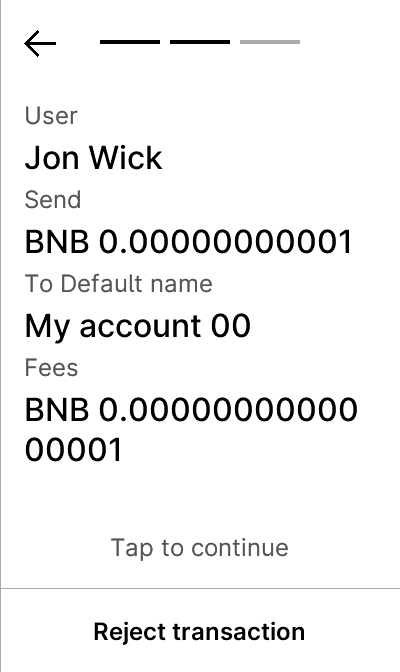 User
Jon Wick
Send
BNB 0.00000000001
To Default name
My account 00
Fees
BNB 0.00000000000
00001
Tap to continue
Reject transaction